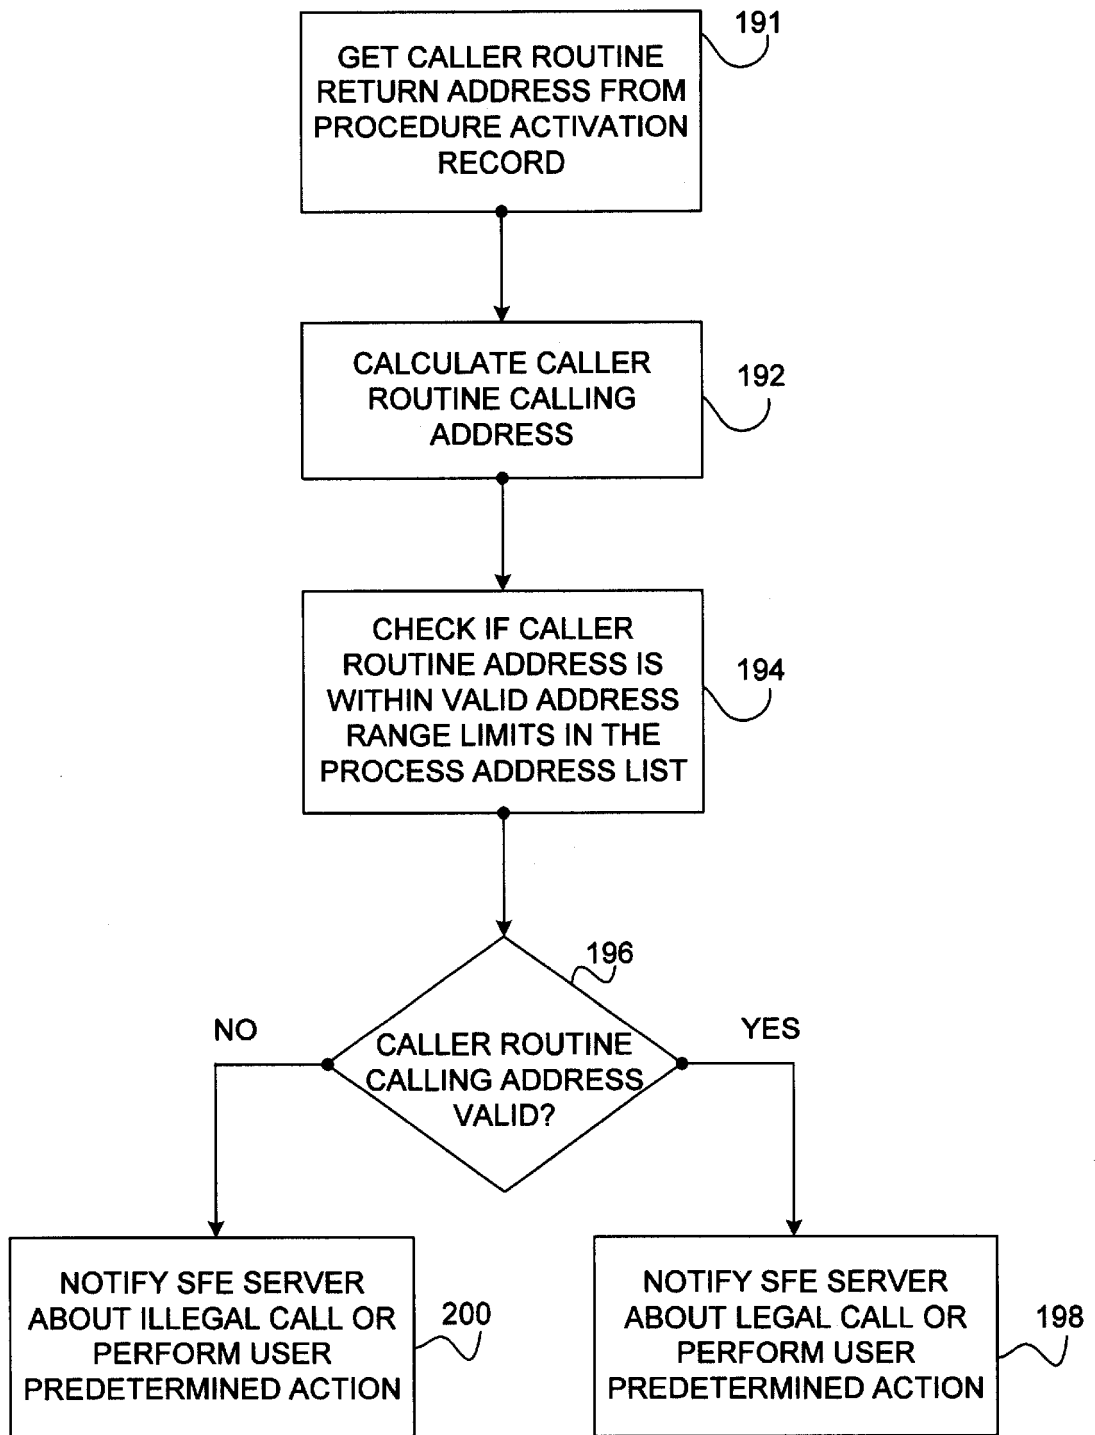 191
GET CALLER ROUTINE
RETURN ADDRESS FROM
PROCEDURE ACTIVATION
RECORD
CALCULATE CALLER
ROUTINE CALLING
ADDRESS
192
CHECK IF CALLER
ROUTINE ADDRESS IS
WITHIN VALID ADDRESS
RANGE LIMITS IN THE
PROCESS ADDRESS LIST
194
196
NO
YES
CALLER ROUTINE
CALLING ADDRESS
VALID?
NOTIFY SFE SERVER
ABOUT ILLEGAL CALL OR
PERFORM USER
PREDETERMINED ACTION
200
NOTIFY SFE SERVER
ABOUT LEGAL CALL OR
PERFORM USER
PREDETERMINED ACTION
198